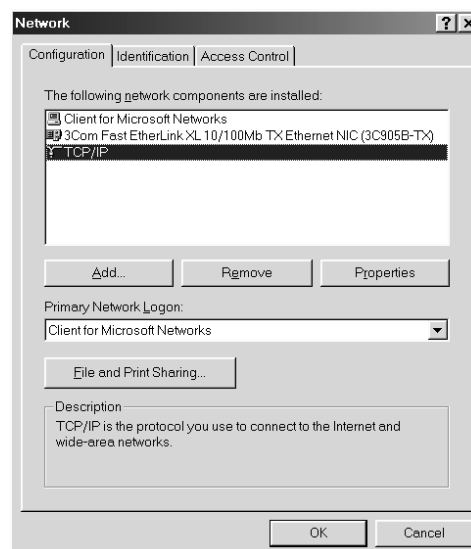 Network
Configuration Identification Access Control
The following network components are installed:
Client for Microsoft Networks
3Com Fast EtherLink XL 10/100Mb TX Ethernet NIC (3C905B-TX)
TCP/IP
Add... Remove Properties
Primary Network Logon:
Client for Microsoft Networks
File and Print Sharing...
Description
TCP/IP is the protocol you use to connect to the Internet and
wide-area networks.
OK Cancel